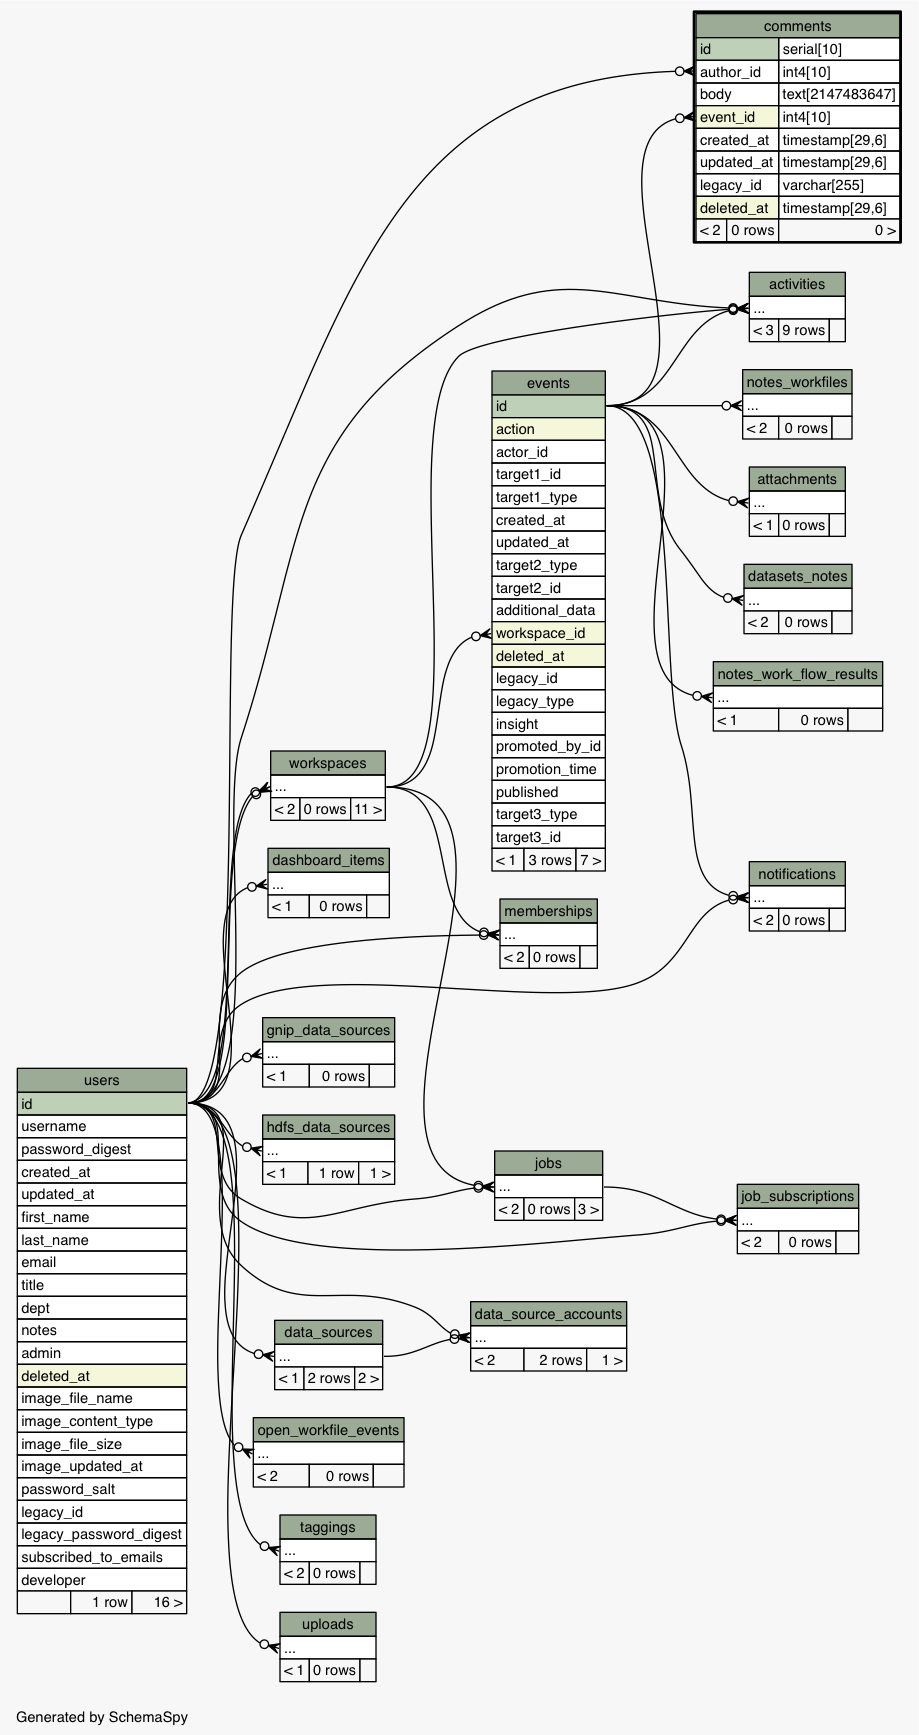 comments
id serial[10]
author_id int4[10]
body text[2147483647]
event_id int4[10]
created_at timestamp[29,6]
updated_at timestamp[29,6]
legacy_id varchar[255]
deleted_at timestamp[29,6]
< 2 0 rows 0 >
activities
...
< 3 9 rows
notes_workfiles
...
< 2 0 rows
attachments
...
< 1 0 rows
datasets_notes
...
< 2 0 rows
notes_work_flow_results
...
< 1 0 rows
events
id
action
actor_id
target1_id
target1_type
created_at
updated_at
target2_type
target2_id
additional_data
workspace_id
deleted_at
legacy_id
legacy_type
insight
promoted_by_id
promotion_time
published
target3_type
target3_id
< 1 3 rows 7 >
workspaces
...
< 2 0 rows 11 >
dashboard_items
...
< 1 0 rows
notifications
...
< 2 0 rows
memberships
...
< 2 0 rows
gnip_data_sources
...
< 1 0 rows
hdfs_data_sources
...
< 1 1 row 1 >
users
id
username
password_digest
created_at
updated_at
first_name
last_name
email
title
dept
notes
admin
deleted_at
image_file_name
image_content_type
image_file_size
image_updated_at
password_salt
legacy_id
legacy_password_digest
subscribed_to_emails
developer
1 row 16 >
jobs
...
< 2 0 rows 3 >
job_subscriptions
...
< 2 0 rows
data_source_accounts
...
< 2 2 rows 1 >
data_sources
...
< 1 2 rows 2 >
open_workfile_events
...
< 2 0 rows
taggings
...
< 2 0 rows
uploads
...
< 1 0 rows
Generated by SchemaSpy